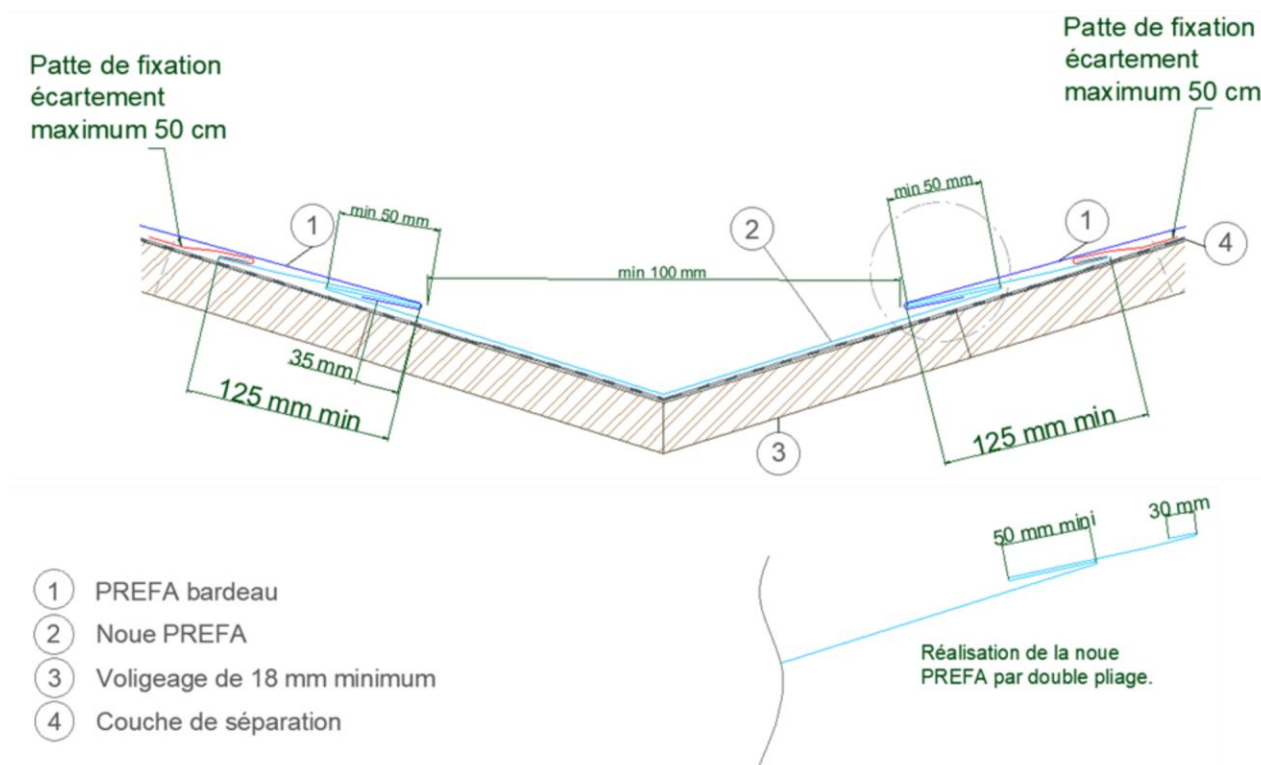 Patte de fixation
écartement
maximum 50 cm
Patte de fixation
écartement
maximum 50 cm
min 50 mm
1
2
min 50 mm
1
4
min 100 mm
35 mm
125 mm min
125 mm min
3
50 mm mini
30 mm
1 PREFA bardeau
2 Noue PREFA
3 Voligeage de 18 mm minimum
4 Couche de séparation
Réalisation de la noue
PREFA par double pliage.